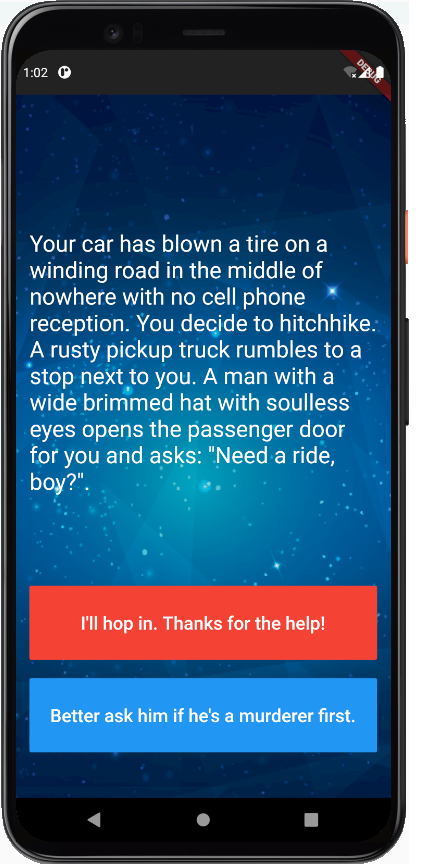 1:02
DEBUG
Your car has blown a tire on a
winding road in the middle of
nowhere with no cell phone
reception. You decide to hitchhike.
A rusty pickup truck rumbles to a
stop next to you. A man with a
wide brimmed hat with soulless
eyes opens the passenger door
for you and asks: "Need a ride,
boy?".
I'll hop in. Thanks for the help!
Better ask him if he's a murderer first.